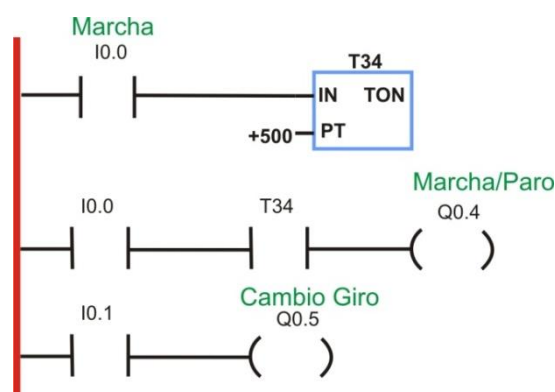 Marcha
I0.0
T34
IN TON
+500 PT
Marcha/Paro
I0.0 T34 Q0.4
Cambio Giro
I0.1 Q0.5